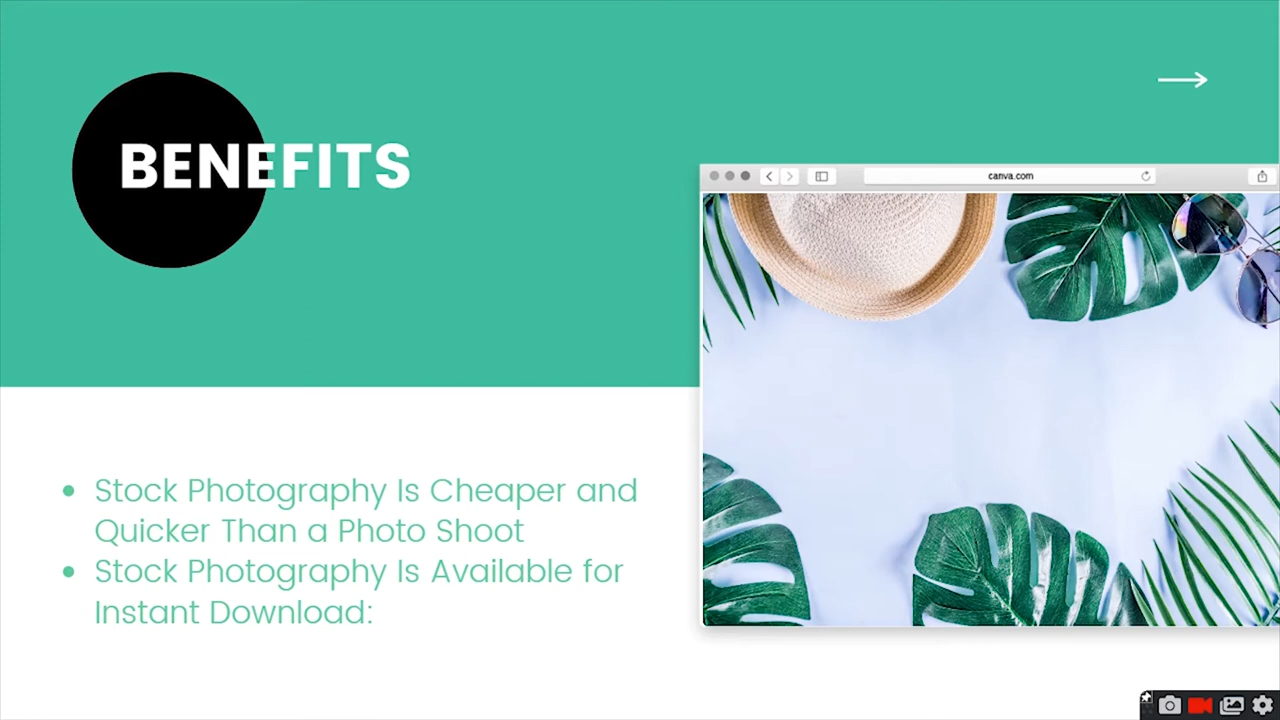 BENEFITS
canva.com
Stock Photography Is Cheaper and
Quicker Than a Photo Shoot
Stock Photography Is Available for
Instant Download: